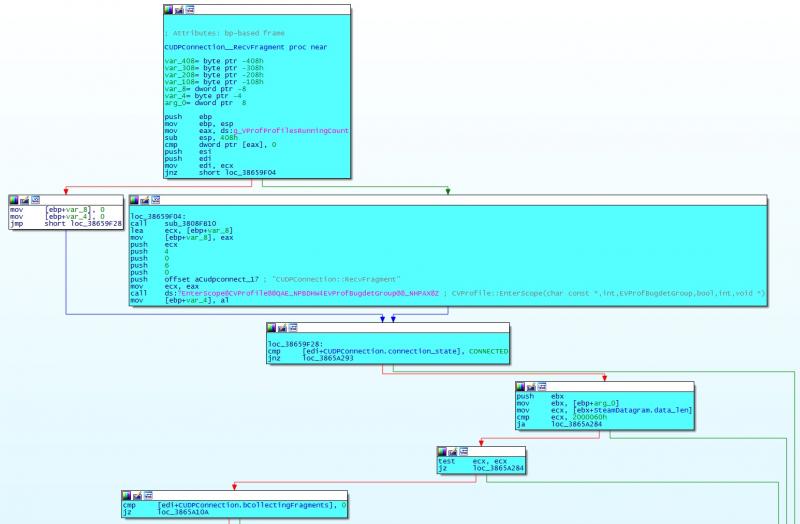 ; Attributes: bp-based frame
CUDPConnection__RecvFragment proc near
var_408= byte ptr -408h
var_308= byte ptr -308h
var_208= byte ptr -208h
var_108= byte ptr -108h
var_8= dword ptr -8
var_4= byte ptr -4
arg_0= dword ptr  8
push    ebp
mov     ebp, esp
mov     eax, ds:g_VProfProfilesRunningCount
sub     esp, 408h
cmp     dword ptr [eax], 0
push    esi
push    edi
mov     edi, ecx
jnz     short loc_38659F04
mov     [ebp+var_8], 0
mov     [ebp+var_4], 0
jmp     short loc_38659F28
loc_38659F04:
call    sub_3808FB10
lea     ecx, [ebp+var_8]
mov     [ebp+var_8], eax
push    ecx
push    4
push    0
push    6
push    0
push    offset aCudpconnect_17 ; "CUDPConnection::RecvFragment"
mov     ecx, eax
call    ds:?EnterScope@CVProfile@@QAE_NPBDHW4EVProfBugdetGroup@@_NHPAX@Z ; CVProfile::EnterScope(char const *,int,EVProfBugdetGroup,bool,int,void *)
mov     [ebp+var_4], al
loc_38659F28:
cmp     [edi+CUDPConnection.connection_state], CONNECTED
jnz     loc_3865A293
push    ebx
mov     ebx, [ebp+arg_0]
mov     ecx, [ebx+SteamDatagram.data_len]
cmp     ecx, 2000060h
ja      loc_3865A284
test    ecx, ecx
jz      loc_3865A284
cmp     [edi+CUDPConnection.bCollectingFragments], 0
jz      loc_3865A10A